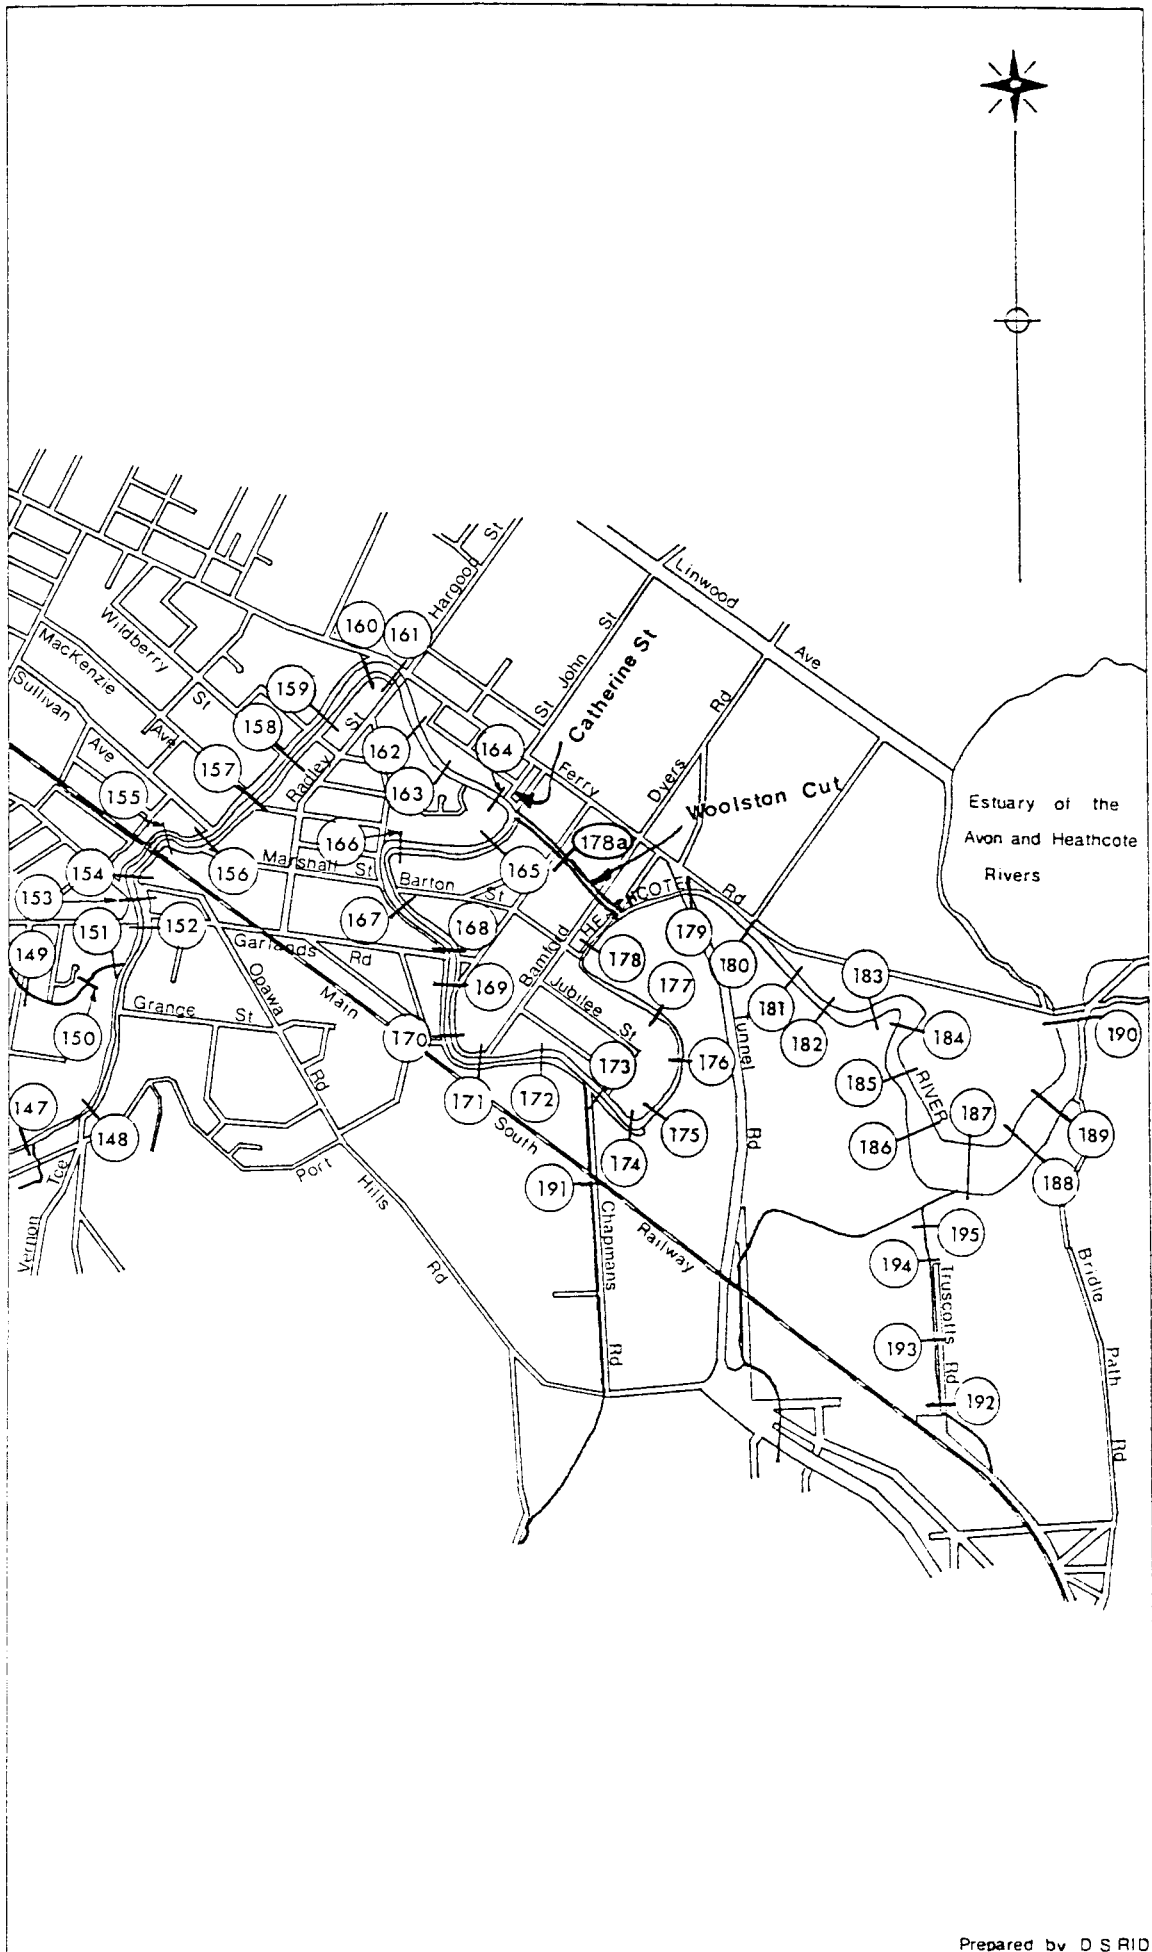 Linwood
Ave
Hargood St
St John St
Catherine St
Dyers Rd
Woolston Cut
Ferry
Rd
Estuary of the
Avon and Heathcote
Rivers
160
161
159
158
157
155
162
163
164
166
165
178a
MacKenzie
Ave
Wildberry
St
Sullivan
Ave
Radley
St
154
153
156
Marshall St
Barton
St
167
168
151
152
149
150
Garlands
Rd
Opawa
Rd
Main
Grange
St
HEATHCOTE
RIVER
178
179
180
Bamford
Jubilee
St
169
170
177
176
181
182
183
184
190
185
186
187
189
188
171
172
173
174
175
147
148
Vernon
Tce
Port
Hills
Rd
South
Railway
191
Chapmans
Rd
Tunnel
Rd
195
194
Truscotts
Rd
193
192
Bridle
Path
Rd
Prepared by D S RID